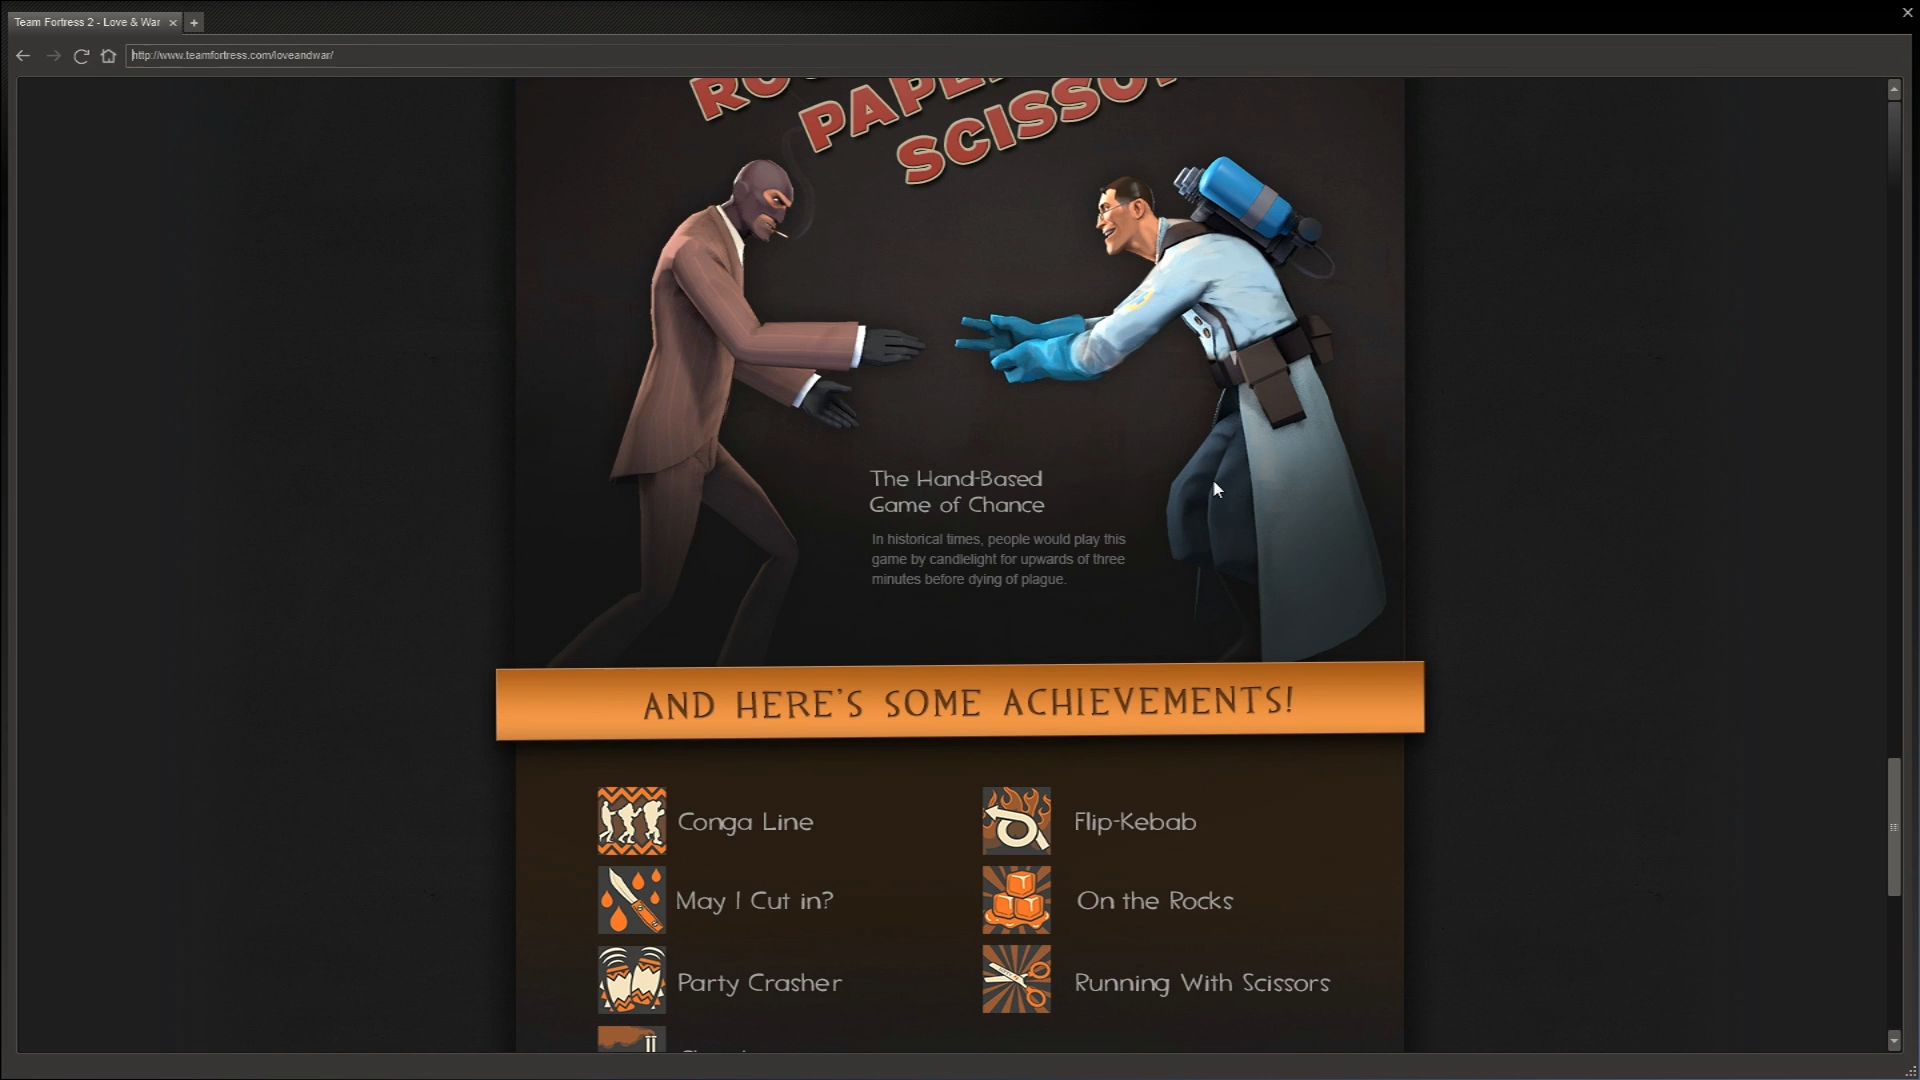 Team Fortress 2 - Love & War
http://www.teamfortress.com/loveandwar/
PAPE
SCISSO
The Hand-Based
Game of Chance
In historical times, people would play this
game by candlelight for upwards of three
minutes before dying of plague.
AND HERE'S SOME ACHIEVEMENTS!
Conga Line
Flip-Kebab
May I Cut in?
On the Rocks
Party Crasher
Running With Scissors